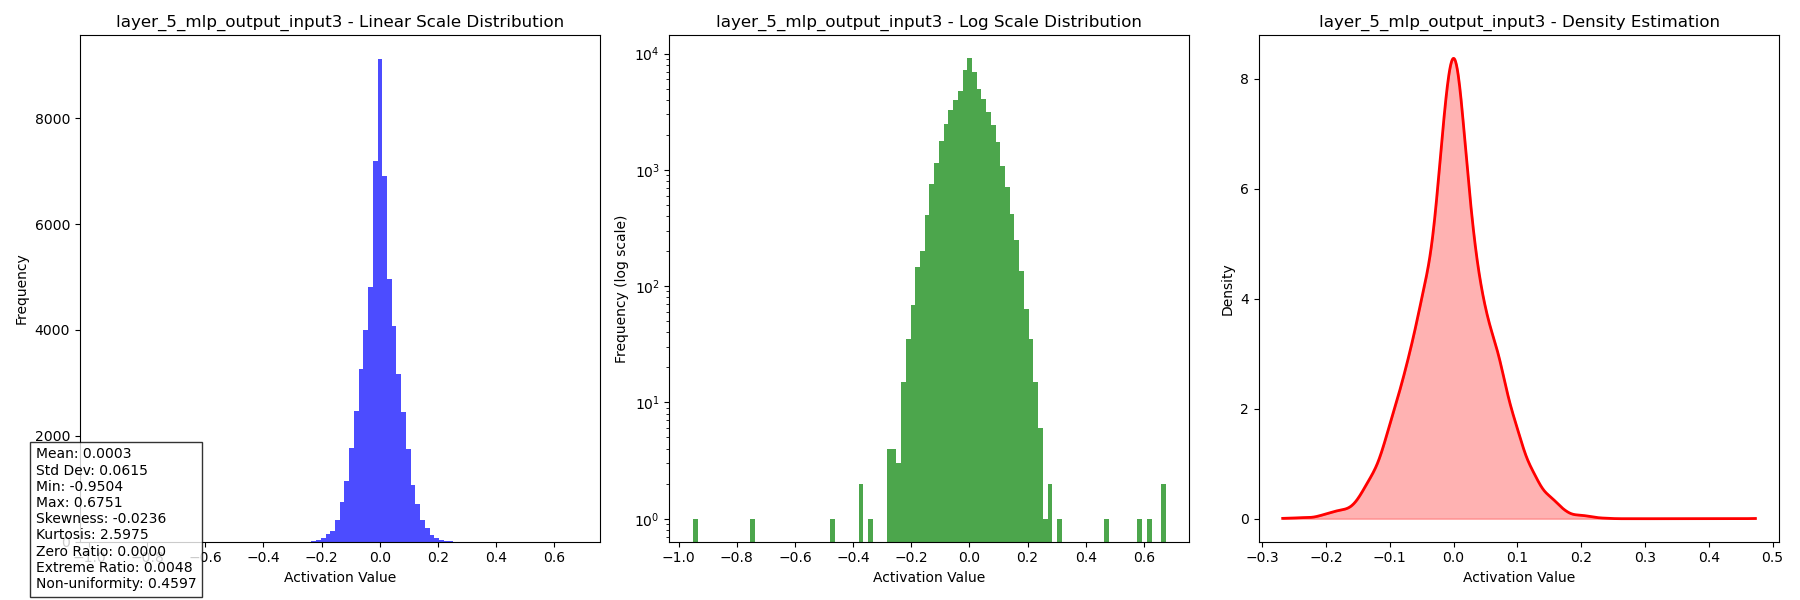 layer_5_mlp_output_input3 - Linear Scale Distribution
Frequency
8000
6000
4000
2000
Mean: 0.0003
Std Dev: 0.0615
Min: -0.9504
Max: 0.6751
Skewness: -0.0236
Kurtosis: 2.5975
Zero Ratio: 0.0000
Extreme Ratio: 0.0048
Non-uniformity: 0.4597
−0.6 −0.4 −0.2 0.0 0.2 0.4 0.6
Activation Value
layer_5_mlp_output_input3 - Log Scale Distribution
Frequency (log scale)
10⁴
10³
10²
10¹
10⁰
−1.0 −0.8 −0.6 −0.4 −0.2 0.0 0.2 0.4 0.6
Activation Value
layer_5_mlp_output_input3 - Density Estimation
Density
8
6
4
2
0
−0.3 −0.2 −0.1 0.0 0.1 0.2 0.3 0.4 0.5
Activation Value